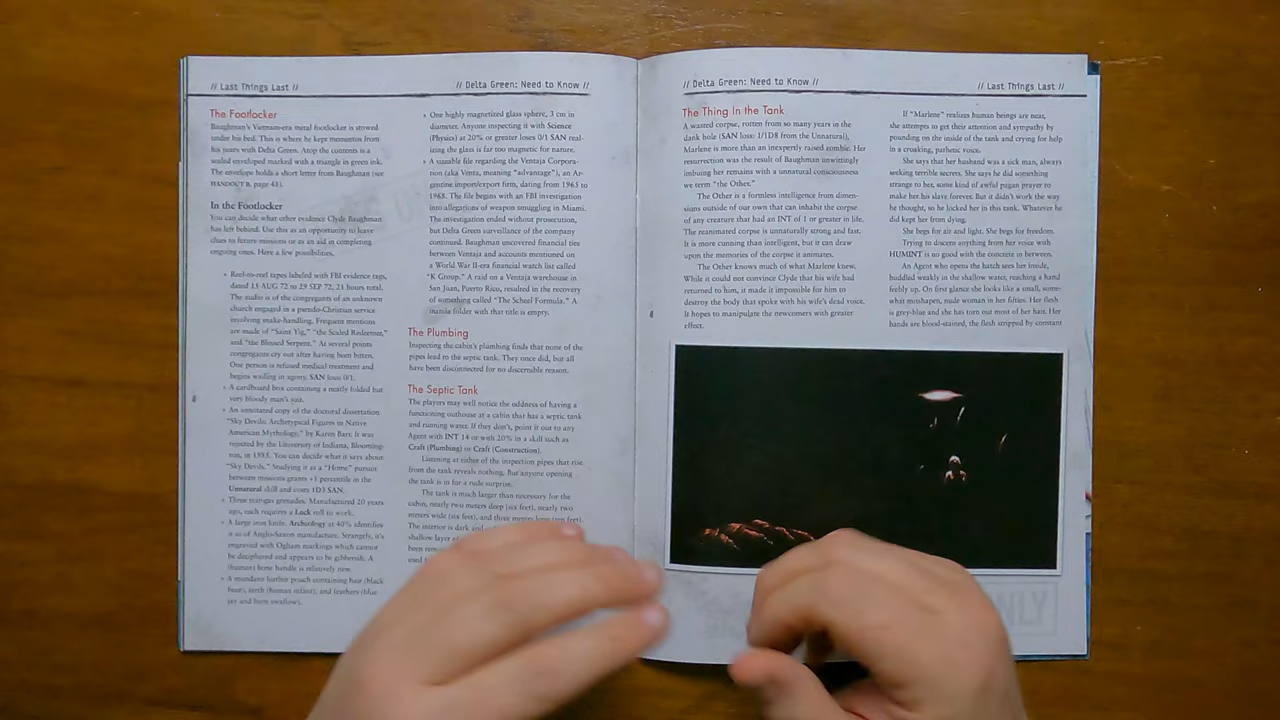 // Last Things Last //
// Delta Green: Need to Know //
The Footlocker
Baughman's Vietnam-era metal footlocker is stowed
under his bed. This is where he kept mementos from
his years with Delta Green. Atop the contents is a
sealed enveloped marked with a triangle in green ink.
The envelope holds a short letter from Baughman (see
HANDOUT B, page 43).
In the Footlocker
You can decide what other evidence Clyde Baughman
has left behind. Use this as an opportunity to leave
clues to future missions or as an aid in completing
ongoing ones. Here a few possibilities.
» Reel-to-reel tapes labeled with FBI evidence tags,
dated 15 AUG 72 to 29 SEP 72, 21 hours total.
The audio is of the congregants of an unknown
church engaged in a pseudo-Christian service
involving snake-handling. Frequent mentions
are made of "Saint Yig," "the Scaled Redeemer,"
and "the Blessed Serpent." At several points
congregants cry out after having been bitten.
One person is refused medical treatment and
begins wailing in agony. SAN loss 0/1.
» A cardboard box containing a neatly folded but
very bloody man's suit.
» An annotated copy of the doctoral dissertation
"Sky Devils: Archetypical Figures in Native
American Mythology," by Karen Barr. It was
rejected by the University of Indiana, Blooming-
ton, in 1985. You can decide what it says about
"Sky Devils." Studying it as a "Home" pursuit
between missions grants +1 percentile in the
Unnatural skill and costs 1D3 SAN.
» Three teargas grenades. Manufactured 20 years
ago, each requires a Luck roll to work.
» A large iron knife. Archeology at 40% identifies
it as of Anglo-Saxon manufacture. Strangely, it's
engraved with Ogham markings which cannot
be deciphered and appears to be gibberish. A
(human) bone handle is relatively new.
» A mundane leather pouch containing hair (black
bear), teeth (human infant), and feathers (blue
jay and barn swallow).
» One highly magnetized glass sphere, 3 cm in
diameter. Anyone inspecting it with Science
(Physics) at 20% or greater loses 0/1 SAN real-
izing the glass is far too magnetic for nature.
» A sizeable file regarding the Ventaja Corpora-
tion (aka Venta, meaning "advantage"), an Ar-
gentine import/export firm, dating from 1965 to
1968. The file begins with an FBI investigation
into allegations of weapon smuggling in Miami.
The investigation ended without prosecution,
but Delta Green surveillance of the company
continued. Baughman uncovered financial ties
between Ventaja and accounts mentioned on
a World War II-era financial watch list called
"K Group." A raid on a Ventaja warehouse in
San Juan, Puerto Rico, resulted in the recovery
of something called "The Scheel Formula." A
manila folder with that title is empty.
The Plumbing
Inspecting the cabin's plumbing finds that none of the
pipes lead to the septic tank. They once did, but all
have been disconnected for no discernible reason.
The Septic Tank
The players may well notice the oddness of having a
functioning outhouse at a cabin that has a septic tank
and running water. If they don't, point it out to any
Agent with INT 14 or with 20% in a skill such as
Craft (Plumbing) or Craft (Construction).
Listening at either of the inspection pipes that rise
from the tank reveals nothing. But anyone opening
the tank is in for a rude surprise.
The tank is much larger than necessary for the
cabin, nearly two meters deep (six feet), nearly two
meters wide (six feet), and three meters long (ten feet).
The interior is dark and
shallow layer
been
used
// Delta Green: Need to Know //
// Last Things Last //
The Thing In the Tank
A wasted corpse, rotten from so many years in the
dank hole (SAN loss: 1/1D8 from the Unnatural),
Marlene is more than an inexpertly raised zombie. Her
resurrection was the result of Baughman unwittingly
imbuing her remains with a unnatural consciousness
we term "the Other."
The Other is a formless intelligence from dimen-
sions outside of our own that can inhabit the corpse
of any creature that had an INT of 1 or greater in life.
The reanimated corpse is unnaturally strong and fast.
It is more cunning than intelligent, but it can draw
upon the memories of the corpse it animates.
The Other knows much of what Marlene knew.
While it could not convince Clyde that his wife had
returned to him, it made it impossible for him to
destroy the body that spoke with his wife's dead voice.
It hopes to manipulate the newcomers with greater
effect.
If "Marlene" realizes human beings are near,
she attempts to get their attention and sympathy by
pounding on the inside of the tank and crying for help
in a croaking, pathetic voice.
She says that her husband was a sick man, always
seeking terrible secrets. She says he did something
strange to her, some kind of awful pagan prayer to
make her his slave forever. But it didn't work the way
he thought, so he locked her in this tank. Whatever he
did kept her from dying.
She begs for air and light. She begs for freedom.
Trying to discern anything from her voice with
HUMINT is no good with the concrete in between.
An Agent who opens the hatch sees her inside,
huddled weakly in the shallow water, reaching a hand
feebly up. On first glance she looks like a small, some-
what misshapen, nude woman in her fifties. Her flesh
is grey-blue and she has torn out most of her hair. Her
hands are blood-stained, the flesh stripped by constant
ONLY